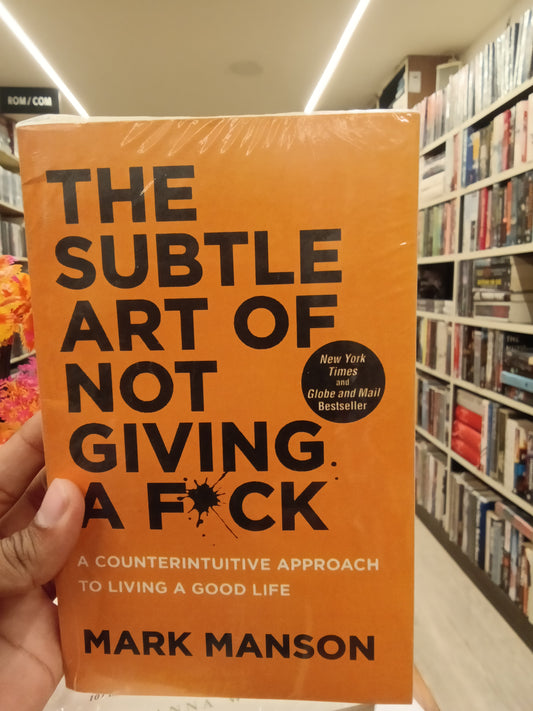 ROM/COM
THE
SUBTLE
ART OF
NOT
GIVING
A F*CK
New York
Times
and
Globe and Mail
Bestseller
A COUNTERINTUITIVE APPROACH
TO LIVING A GOOD LIFE
MARK MANSON